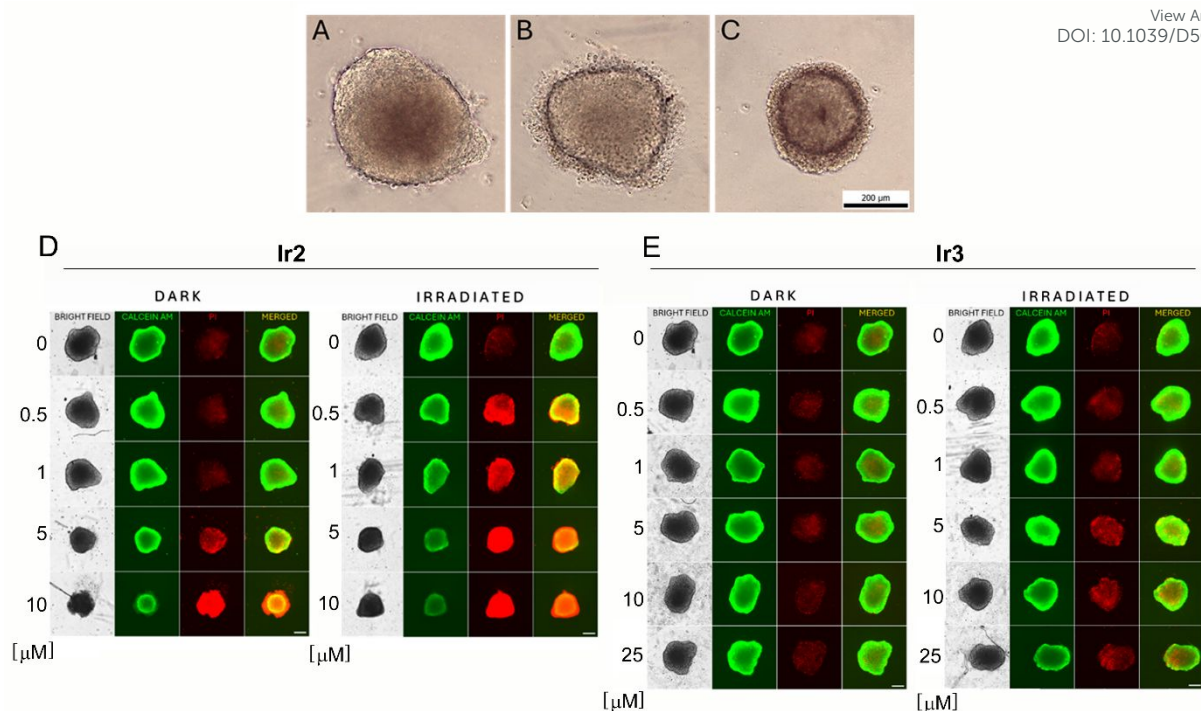 View A
DOI: 10.1039/D5
A
B
C
200 µm
D
Ir2
DARK
IRRADIATED
BRIGHT FIELD CALCEIN AM PI MERGED
BRIGHT FIELD CALCEIN AM PI MERGED
0
0.5
1
5
10
[µM]
0
0.5
1
5
10
[µM]
E
Ir3
DARK
IRRADIATED
BRIGHT FIELD CALCEIN AM PI MERGED
BRIGHT FIELD CALCEIN AM PI MERGED
0
0.5
1
5
10
25
[µM]
0
0.5
1
5
10
25
[µM]